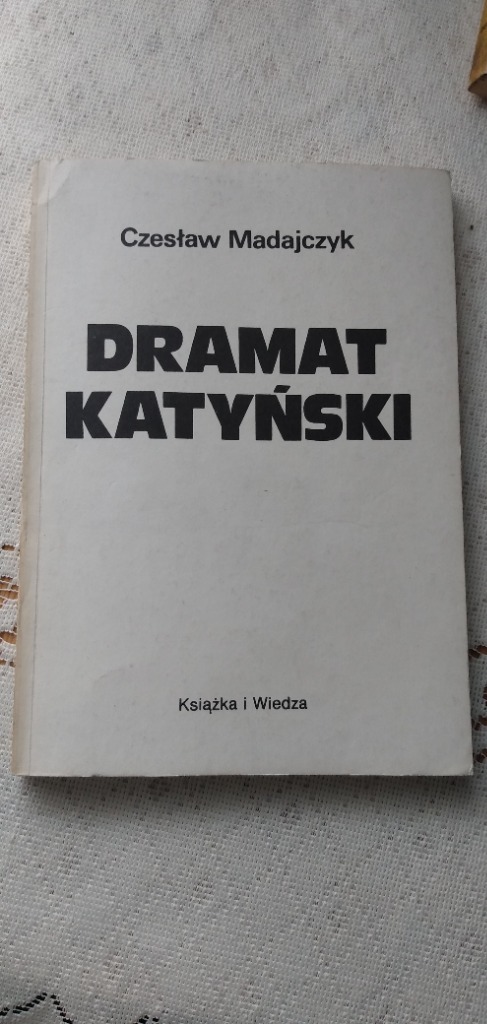 Czesław Madajczyk
DRAMAT
KATYŃSKI
Książka i Wiedza